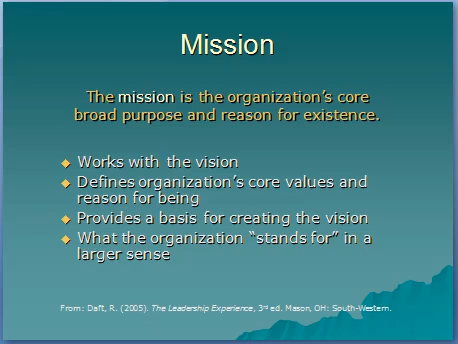 Mission
The mission is the organization's core
broad purpose and reason for existence.
Works with the vision
Defines organization's core values and
reason for being
Provides a basis for creating the vision
What the organization “stands for” in a
larger sense
From: Daft, R. (2005). The Leadership Experience, 3rd ed. Mason, OH: South-Western.